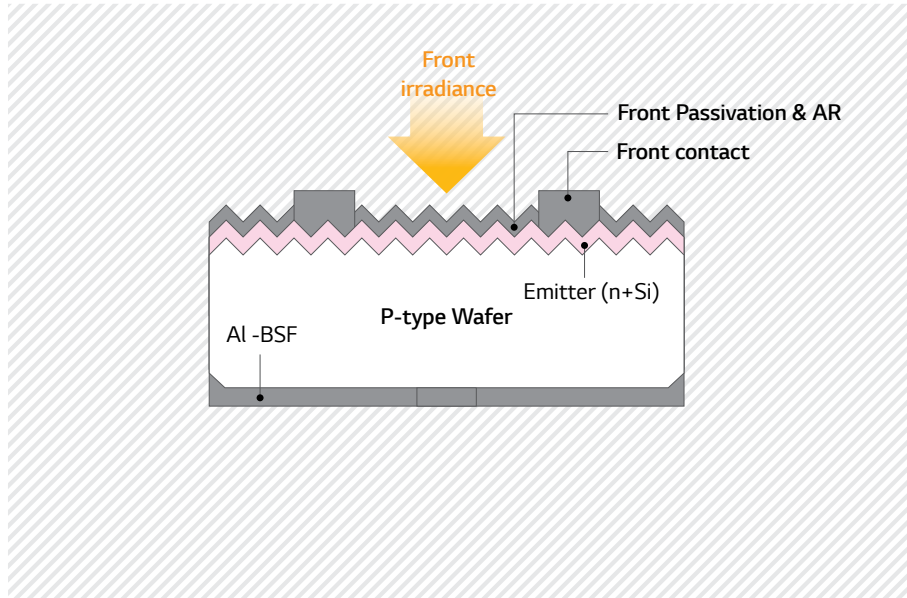 Front
irradiance
Front Passivation & AR
Front contact
Emitter (n+Si)
P-type Wafer
Al -BSF